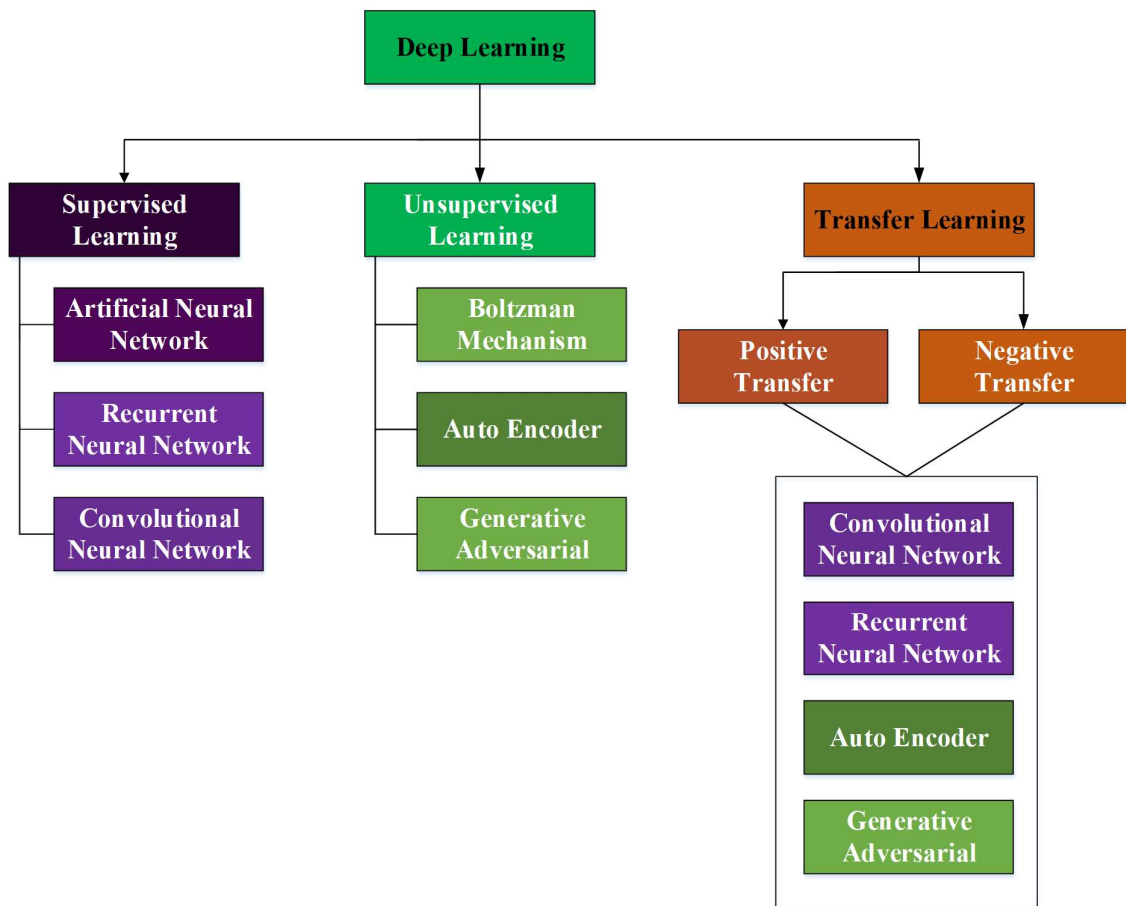 Deep Learning
Supervised
Learning
Unsupervised
Learning
Transfer Learning
Artificial Neural
Network
Recurrent
Neural Network
Convolutional
Neural Network
Boltzman
Mechanism
Auto Encoder
Generative
Adversarial
Positive
Transfer
Negative
Transfer
Convolutional
Neural Network
Recurrent
Neural Network
Auto Encoder
Generative
Adversarial